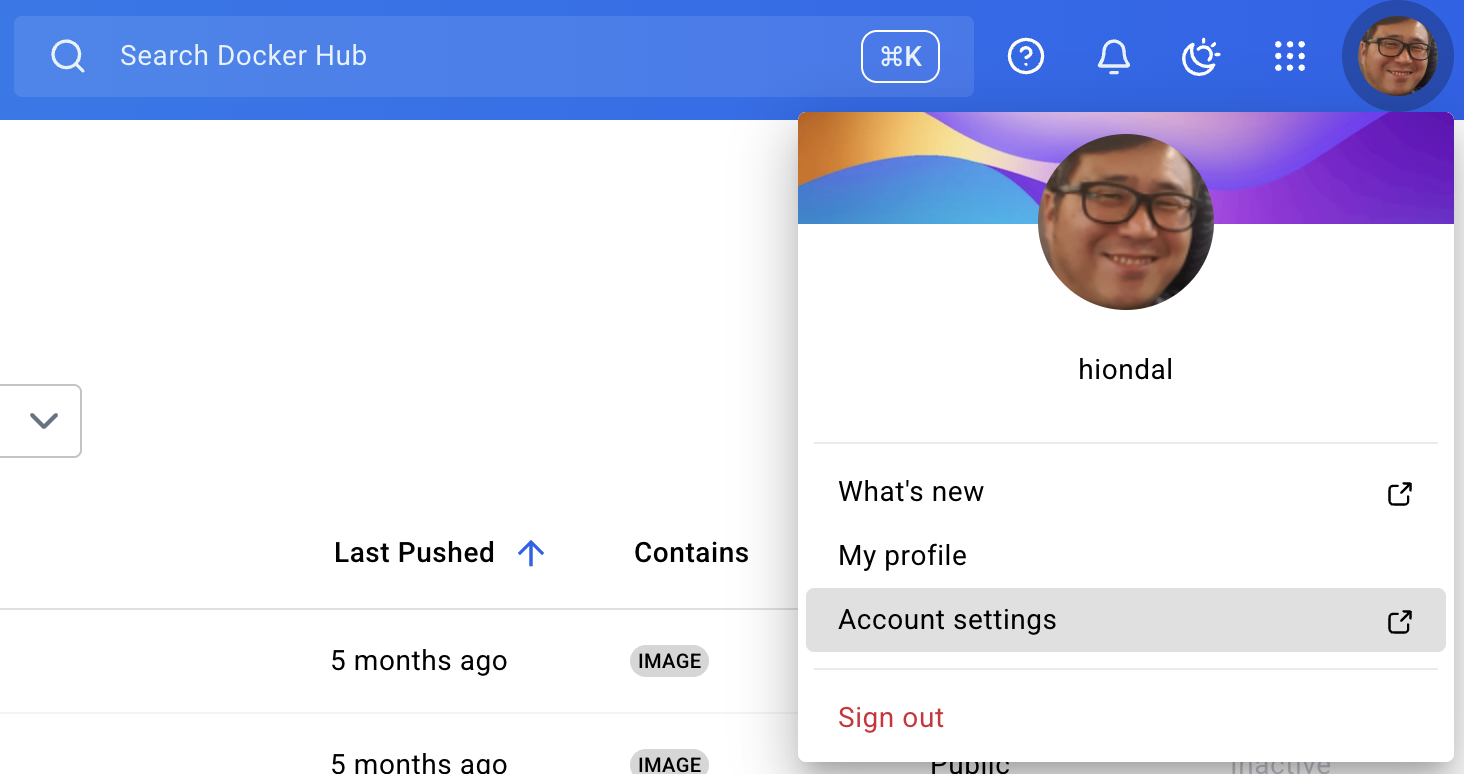 Search Docker Hub
⌘K
hiondal
What's new
My profile
Last Pushed
Contains
Account settings
5 months ago
IMAGE
Sign out
5 months ago
IMAGE
Public
Inactive